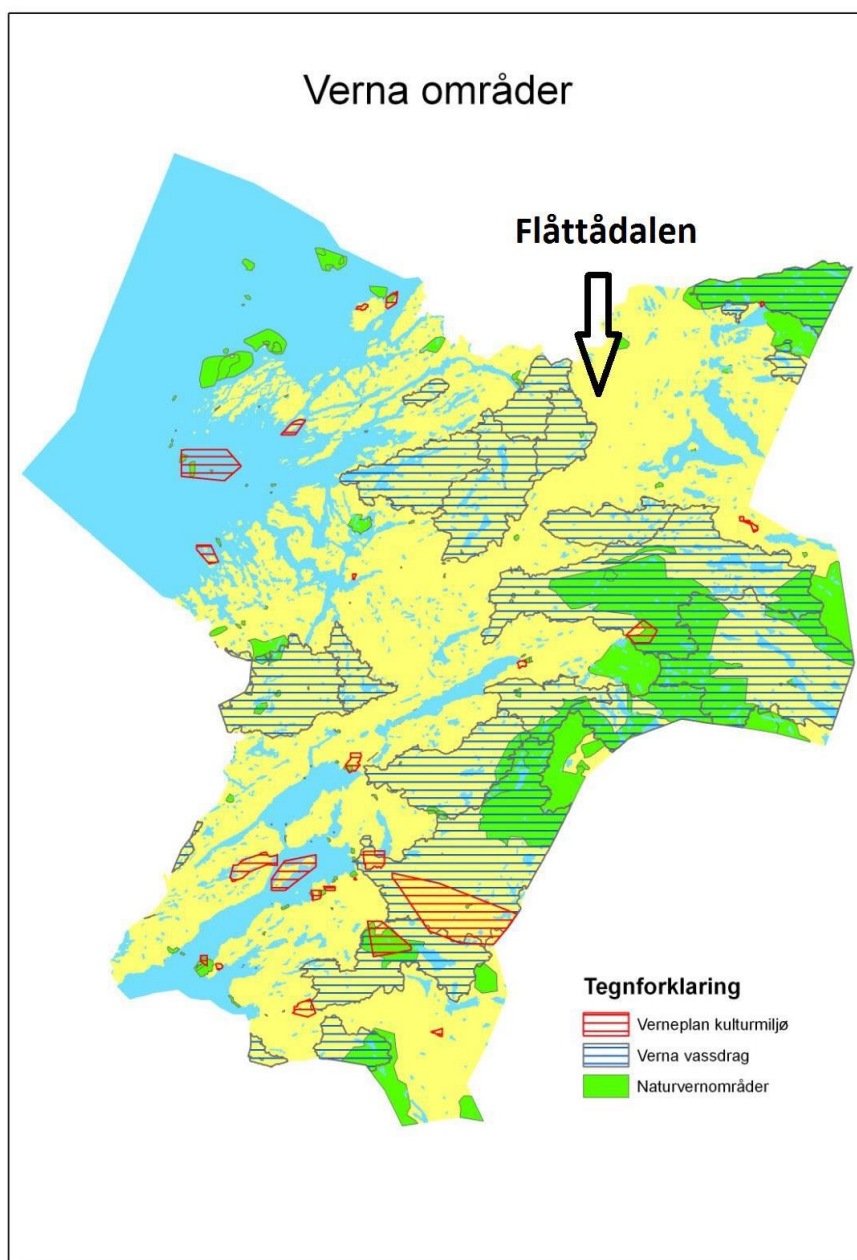 Verna områder
Flåttådalen
Tegnforklaring
Verneplan kulturmiljø
Verna vassdrag
Naturvernområder